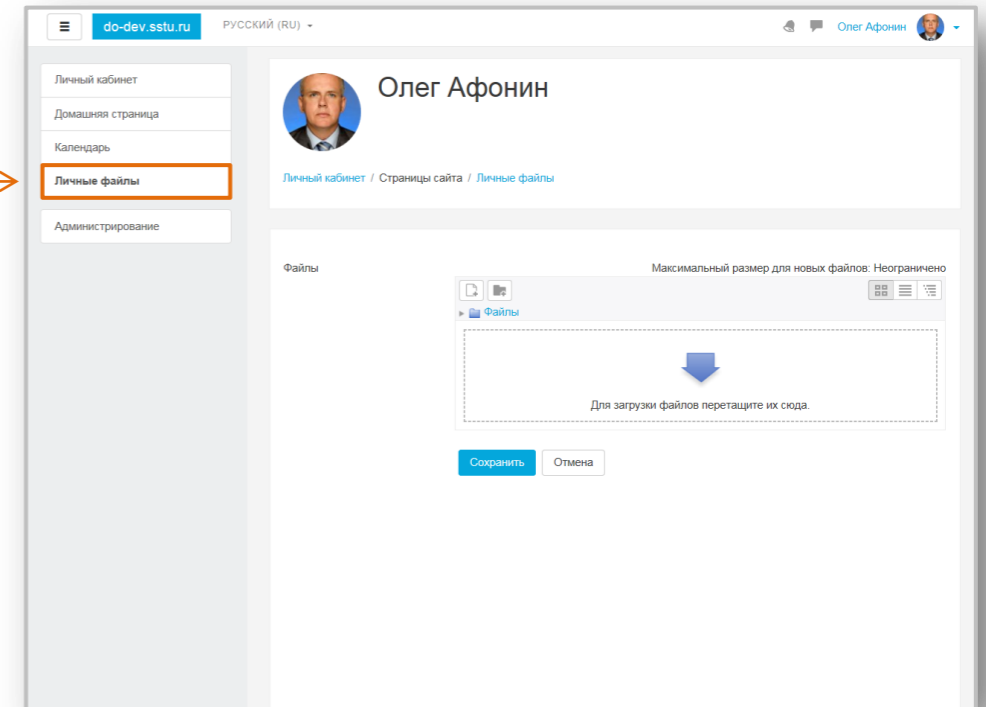 do-dev.sstu.ru РУССКИЙ (RU) Олег Афонин
Личный кабинет
Домашняя страница
Календарь
Личные файлы
Администрирование
Олег Афонин
Личный кабинет / Страницы сайта / Личные файлы
Файлы Максимальный размер для новых файлов: Неограничено
Файлы
Для загрузки файлов перетащите их сюда.
Сохранить Отмена